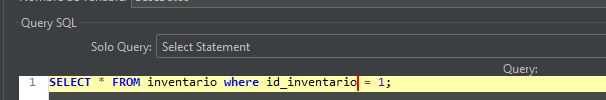 Query SQL
Solo Query: Select Statement
Query:
1 SELECT * FROM inventario where id_inventario = 1;